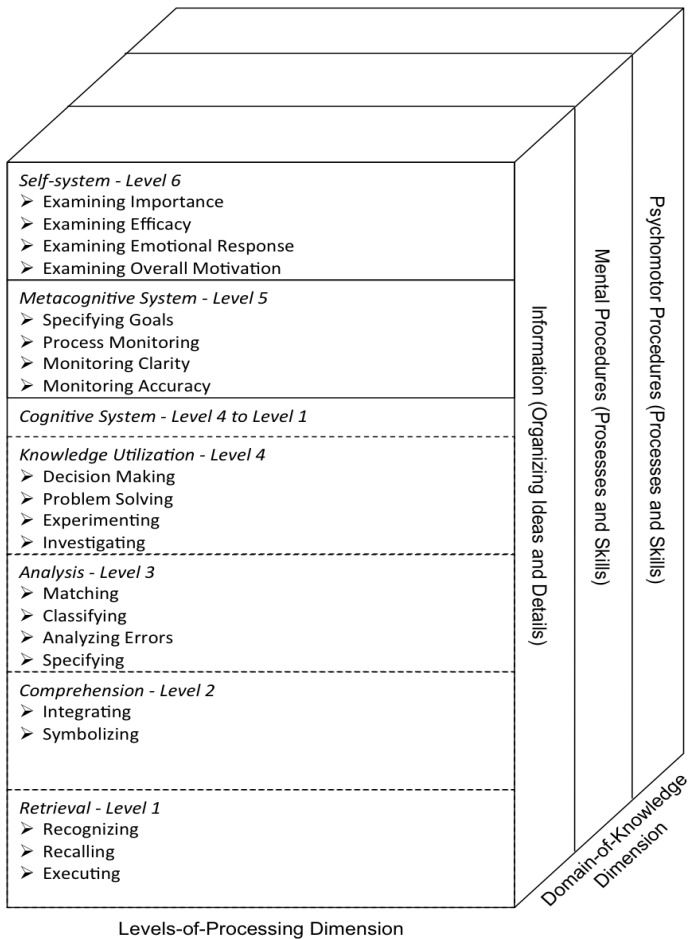 Self-system - Level 6
➢ Examining Importance
➢ Examining Efficacy
➢ Examining Emotional Response
➢ Examining Overall Motivation
Metacognitive System - Level 5
➢ Specifying Goals
➢ Process Monitoring
➢ Monitoring Clarity
➢ Monitoring Accuracy
Cognitive System - Level 4 to Level 1
Knowledge Utilization - Level 4
➢ Decision Making
➢ Problem Solving
➢ Experimenting
➢ Investigating
Analysis - Level 3
➢ Matching
➢ Classifying
➢ Analyzing Errors
➢ Specifying
Comprehension - Level 2
➢ Integrating
➢ Symbolizing
Retrieval - Level 1
➢ Recognizing
➢ Recalling
➢ Executing
Levels-of-Processing Dimension
Information (Organizing Ideas and Details)
Mental Procedures (Prosesses and Skills)
Psychomotor Procedures (Processes and Skills)
Domain-of-Knowledge
Dimension